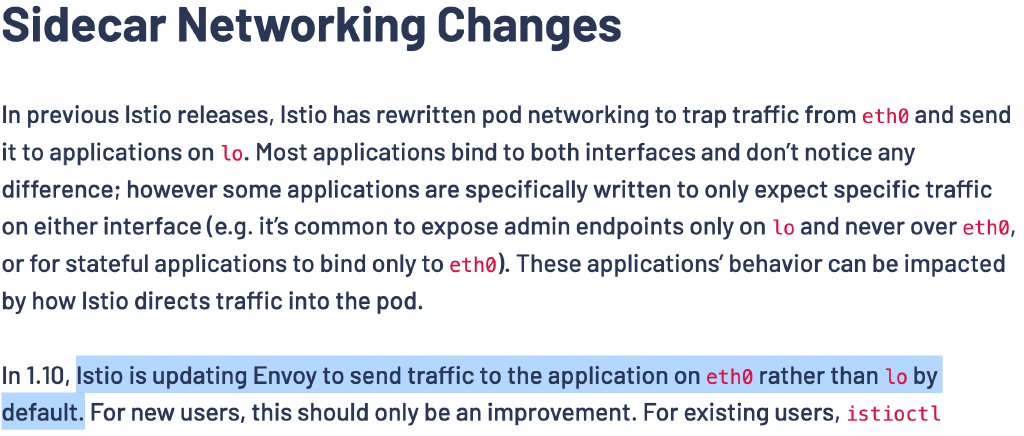 Sidecar Networking Changes
In previous Istio releases, Istio has rewritten pod networking to trap traffic from eth0 and send
it to applications on lo. Most applications bind to both interfaces and don’t notice any
difference; however some applications are specifically written to only expect specific traffic
on either interface (e.g. it’s common to expose admin endpoints only on lo and never over eth0,
or for stateful applications to bind only to eth0). These applications‘ behavior can be impacted
by how Istio directs traffic into the pod.
In 1.10, Istio is updating Envoy to send traffic to the application on eth0 rather than lo by
default. For new users, this should only be an improvement. For existing users, istioctl